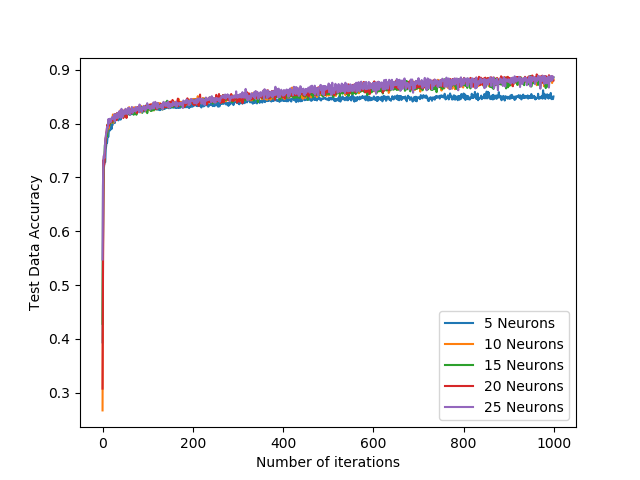 0.9
0.8
0.7
0.6
0.5
0.4
0.3
Test Data Accuracy
0 200 400 600 800 1000
Number of iterations
5 Neurons
10 Neurons
15 Neurons
20 Neurons
25 Neurons